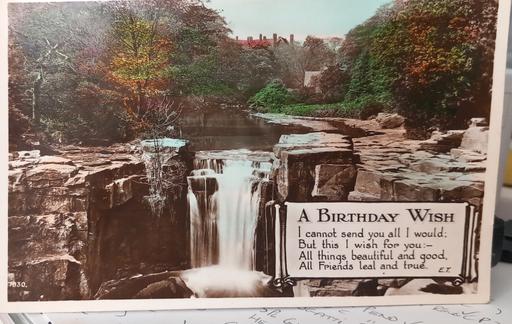 A BIRTHDAY WISH
I cannot send you all I would;
But this I wish for you:—
All things beautiful and good,
All Friends leal and true.
E.T.